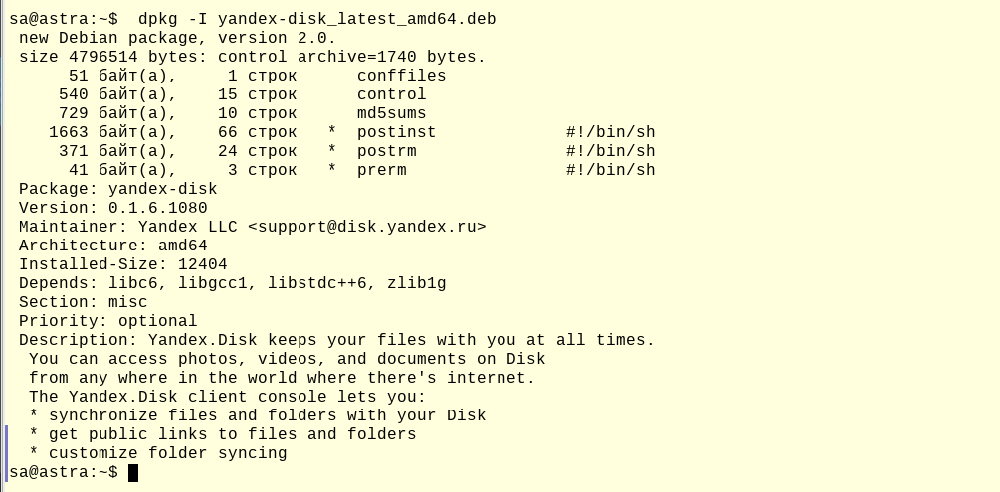 sa@astra:~$  dpkg -I yandex-disk_latest_amd64.deb
 new Debian package, version 2.0.
 size 4796514 bytes: control archive=1740 bytes.
      51 байт(а),     1 строк      conffiles
     540 байт(а),    15 строк      control
     729 байт(а),    10 строк      md5sums
    1663 байт(а),    66 строк   *  postinst             #!/bin/sh
     371 байт(а),    24 строк   *  postrm               #!/bin/sh
      41 байт(а),     3 строк   *  prerm                #!/bin/sh
 Package: yandex-disk
 Version: 0.1.6.1080
 Maintainer: Yandex LLC <support@disk.yandex.ru>
 Architecture: amd64
 Installed-Size: 12404
 Depends: libc6, libgcc1, libstdc++6, zlib1g
 Section: misc
 Priority: optional
 Description: Yandex.Disk keeps your files with you at all times.
  You can access photos, videos, and documents on Disk
  from any where in the world where there's internet.
  The Yandex.Disk client console lets you:
  * synchronize files and folders with your Disk
  * get public links to files and folders
  * customize folder syncing
sa@astra:~$